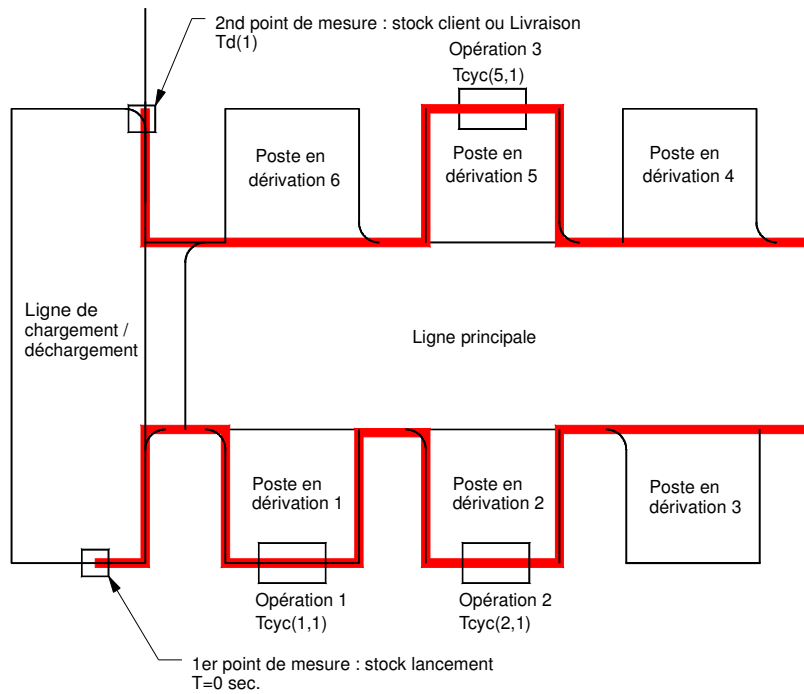 2nd point de mesure : stock client ou Livraison
Td(1)
Opération 3
Tcyc(5,1)
Poste en
dérivation 6
Poste en
dérivation 5
Poste en
dérivation 4
Ligne de
chargement /
déchargement
Ligne principale
Poste en
dérivation 1
Poste en
dérivation 2
Poste en
dérivation 3
Opération 1
Tcyc(1,1)
Opération 2
Tcyc(2,1)
1er point de mesure : stock lancement
T=0 sec.